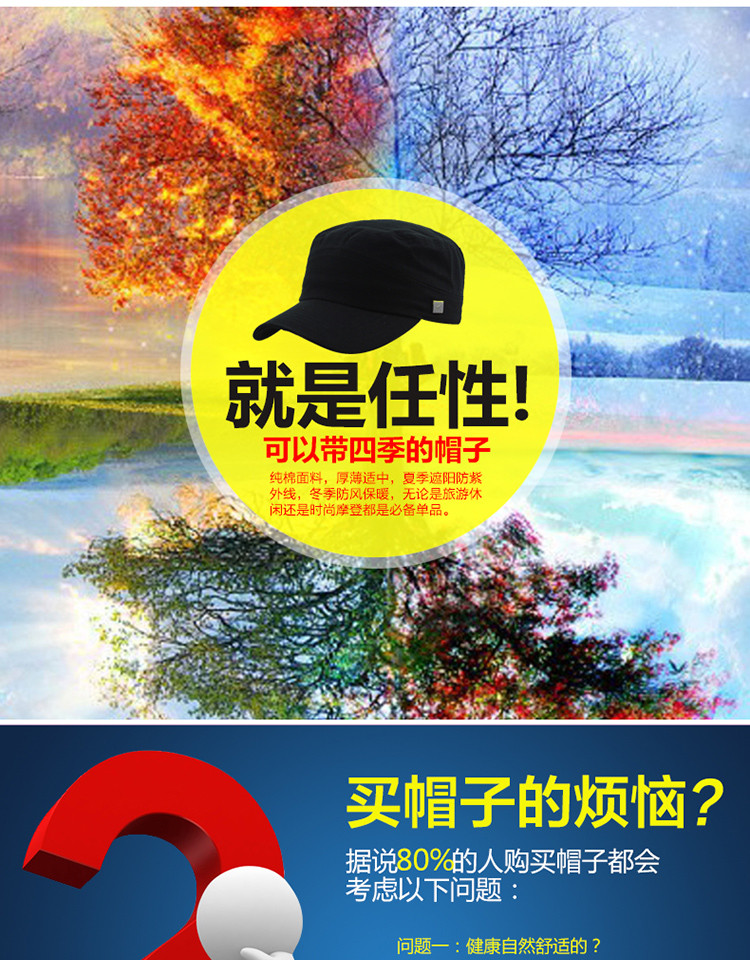 就是任性!
可以带四季的帽子
纯棉面料，厚薄适中，夏季遮阳防紫
外线，冬季防风保暖，无论是旅游休
闲还是时尚摩登都是必备单品。
买帽子的烦恼?
据说80%的人购买帽子都会
考虑以下问题：
问题一：健康自然舒适的？